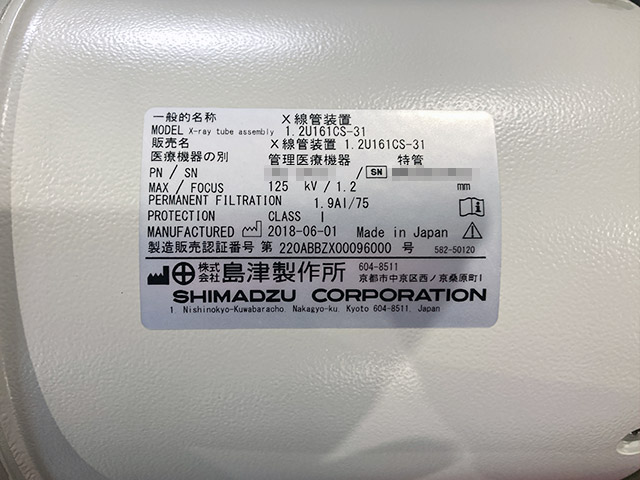 一般的名称 X線管装置
MODEL X-ray tube assembly 1.2U161CS-31
販売名 X線管装置 1.2U161CS-31
医療機器の別 管理医療機器 特管
PN / SN / SN
MAX / FOCUS 125 kV / 1.2 mm
PERMANENT FILTRATION 1.9Al/75
PROTECTION CLASS I
MANUFACTURED 2018-06-01 Made in Japan
製造販売認証番号 第 220ABBZX00096000 号 562-50120
株式会社 島津製作所 604-8511
京都市中京区西ノ京桑原町1
SHIMADZU CORPORATION
1. Nishinokyo-Kuwabaracho. Nakagyo-ku. Kyoto 604-8511. Japan